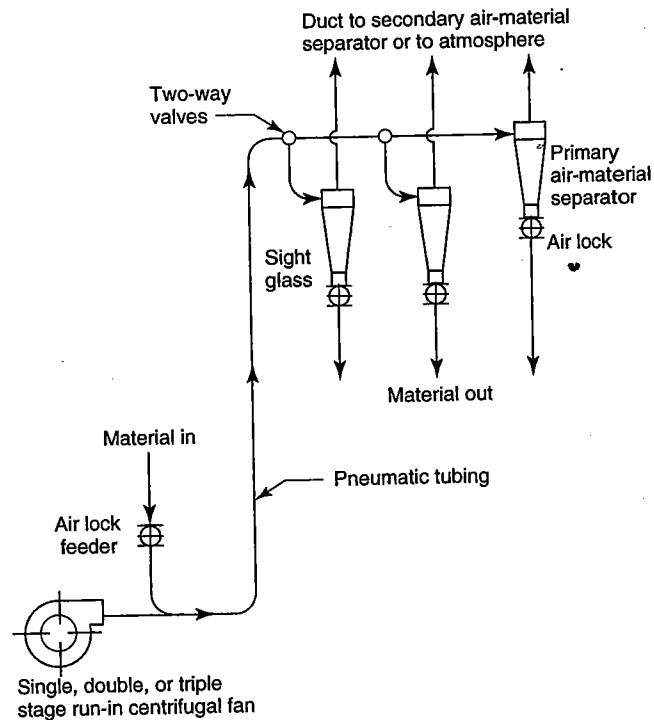 Duct to secondary air-material
separator or to atmosphere
Two-way
valves
Primary
air-material
separator
Sight
glass
Air lock
Material out
Material in
Pneumatic tubing
Air lock
feeder
Single, double, or triple
stage run-in centrifugal fan